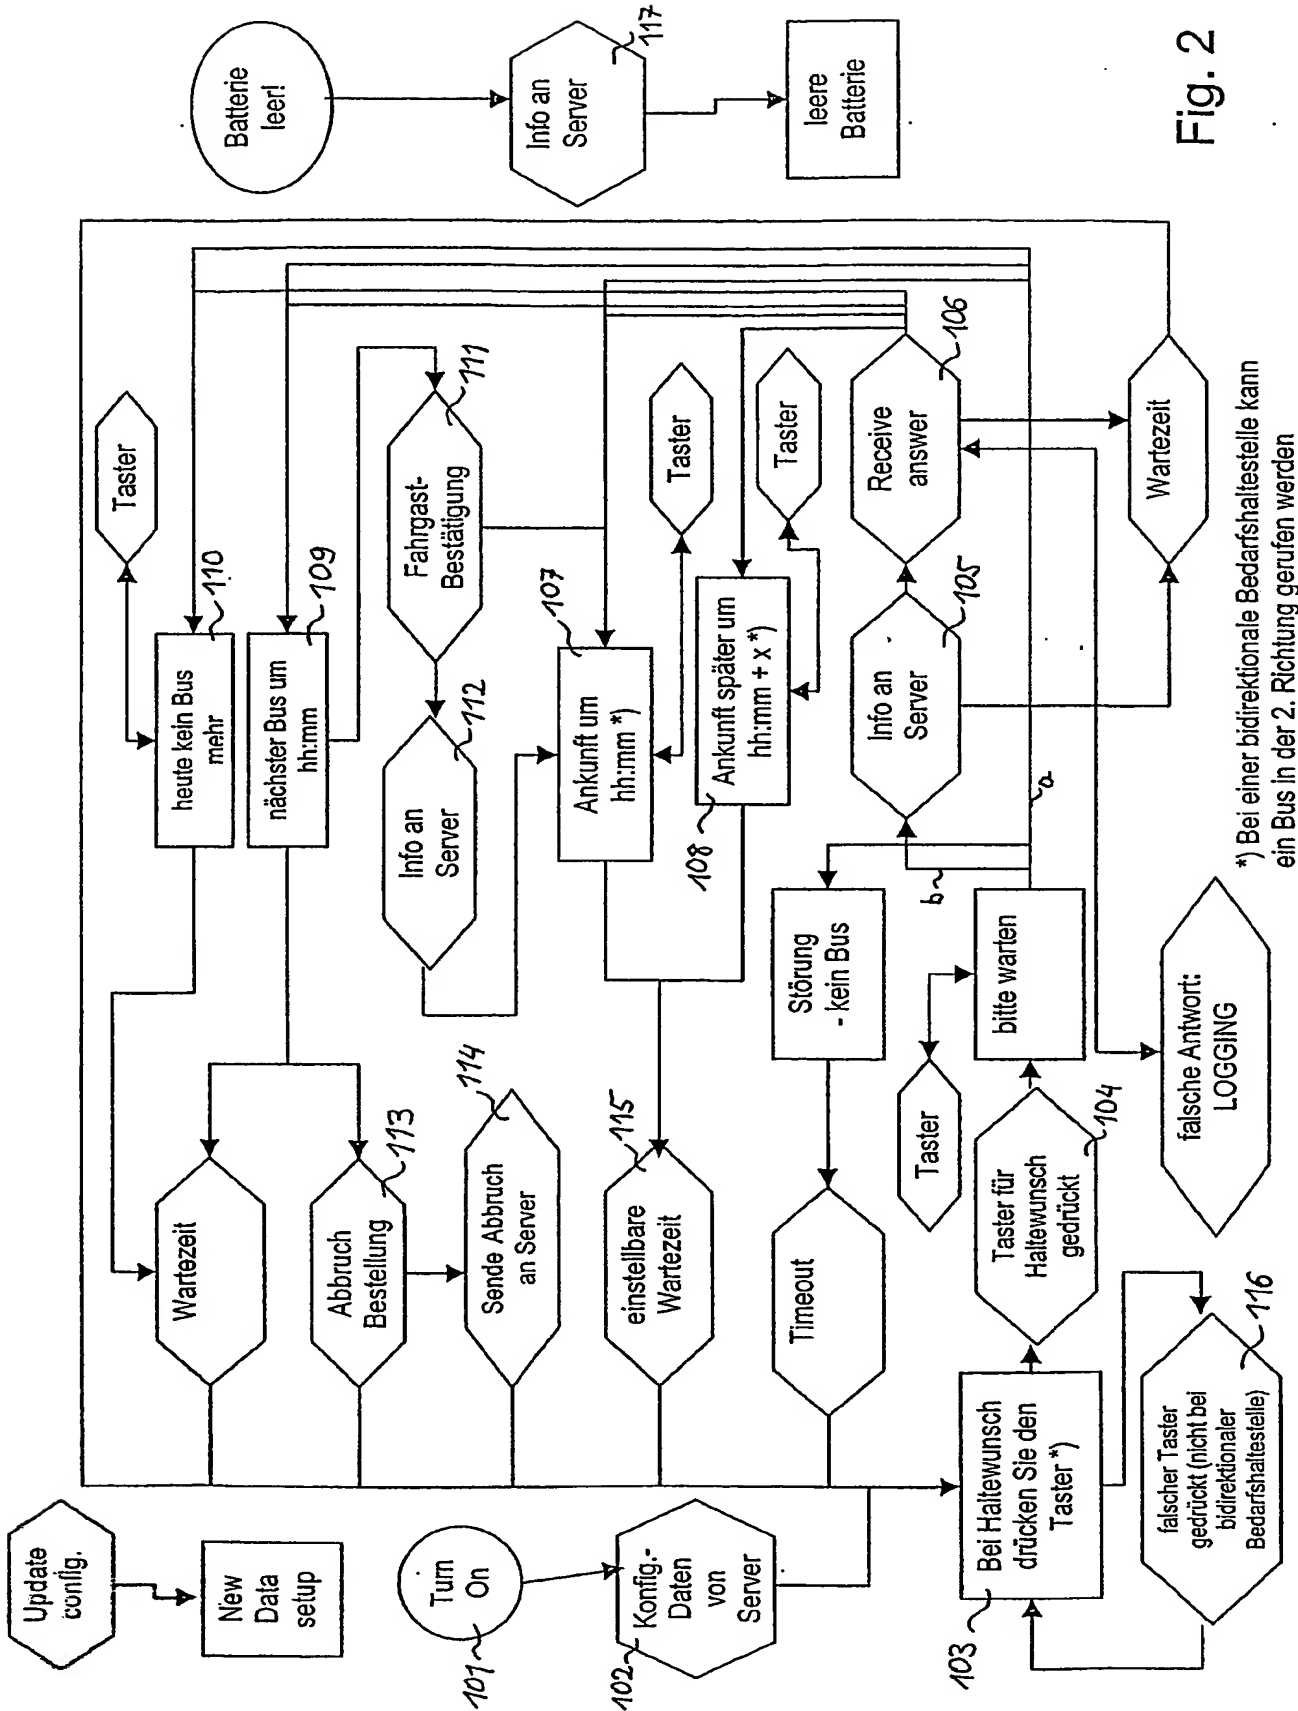 Update
config.
New
Data
setup
Turn
On
101
Konfig.-
Daten
von
Server
102
Bei Haltewunsch
drücken Sie den
Taster *)
103
falscher Taster
gedrückt (nicht bei
bidirektionaler
Bedarfshaltestelle)
116
Wartezeit
Abbruch
Bestellung
113
Sende Abbruch
an Server
114
einstellbare
Wartezeit
115
Timeout
Taster für
Haltewunsch
gedrückt
104
Taster
bitte warten
Störung
- kein Bus
falsche Antwort:
LOGGING
Taster
heute kein Bus
mehr
110
nächster Bus um
hh:mm
109
Fahrgast-
Bestätigung
111
Info an
Server
112
Ankunft um
hh:mm *)
107
Taster
Ankunft später um
hh:mm + x *)
108
Taster
Info an
Server
105
Receive
answer
106
b
a
Wartezeit
Batterie
leer!
Info an
Server
117
leere
Batterie
*) Bei einer bidirektionale Bedarfshaltestelle kann
ein Bus in der 2. Richtung gerufen werden
Fig. 2